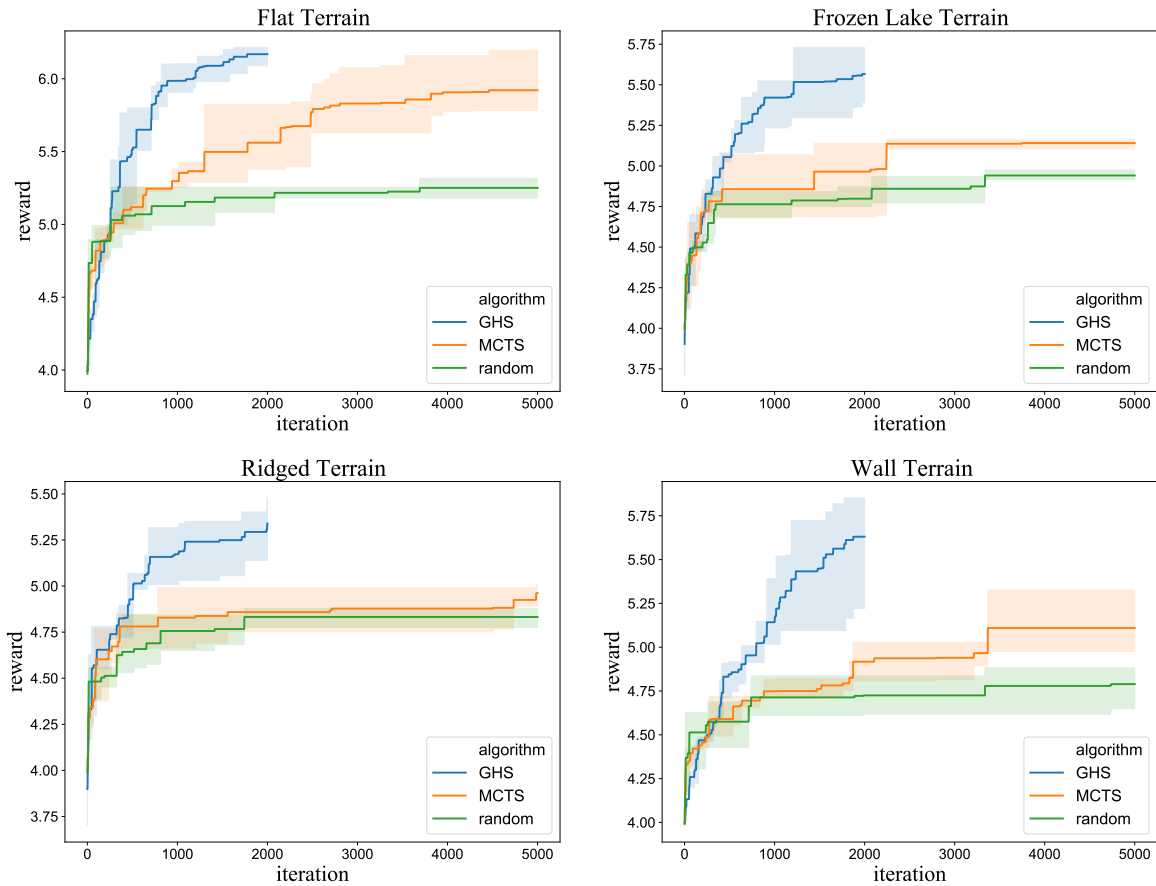 Flat Terrain
6.0
5.5
5.0
4.5
4.0
reward
0 1000 2000 3000 4000 5000
iteration
algorithm
GHS
MCTS
random
Frozen Lake Terrain
5.75
5.50
5.25
5.00
4.75
4.50
4.25
4.00
3.75
reward
0 1000 2000 3000 4000 5000
iteration
algorithm
GHS
MCTS
random
Ridged Terrain
5.50
5.25
5.00
4.75
4.50
4.25
4.00
3.75
reward
0 1000 2000 3000 4000 5000
iteration
algorithm
GHS
MCTS
random
Wall Terrain
5.75
5.50
5.25
5.00
4.75
4.50
4.25
4.00
reward
0 1000 2000 3000 4000 5000
iteration
algorithm
GHS
MCTS
random